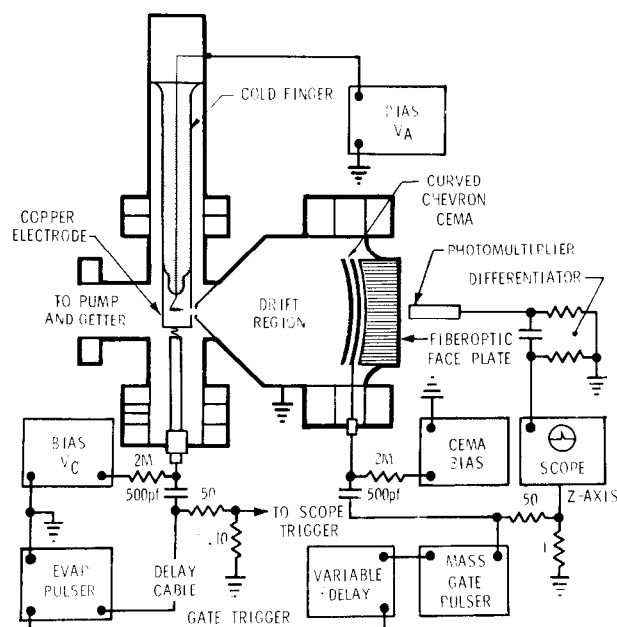 COLD FINGER
BIAS
VA
COPPER
ELECTRODE
CURVED
CHEVRON
CEMA
PHOTOMULTIPLIER
DIFFERENTIATOR
TO PUMP
AND GETTER
DRIFT
REGION
FIBEROPTIC
FACE PLATE
BIAS
VC
2M
500pf
50
TO SCOPE
TRIGGER
2M
500pf
CEMA
BIAS
SCOPE
Z-AXIS
50
1
.10
EVAP
PULSER
DELAY
CABLE
GATE TRIGGER
VARIABLE
DELAY
MASS
GATE
PULSER